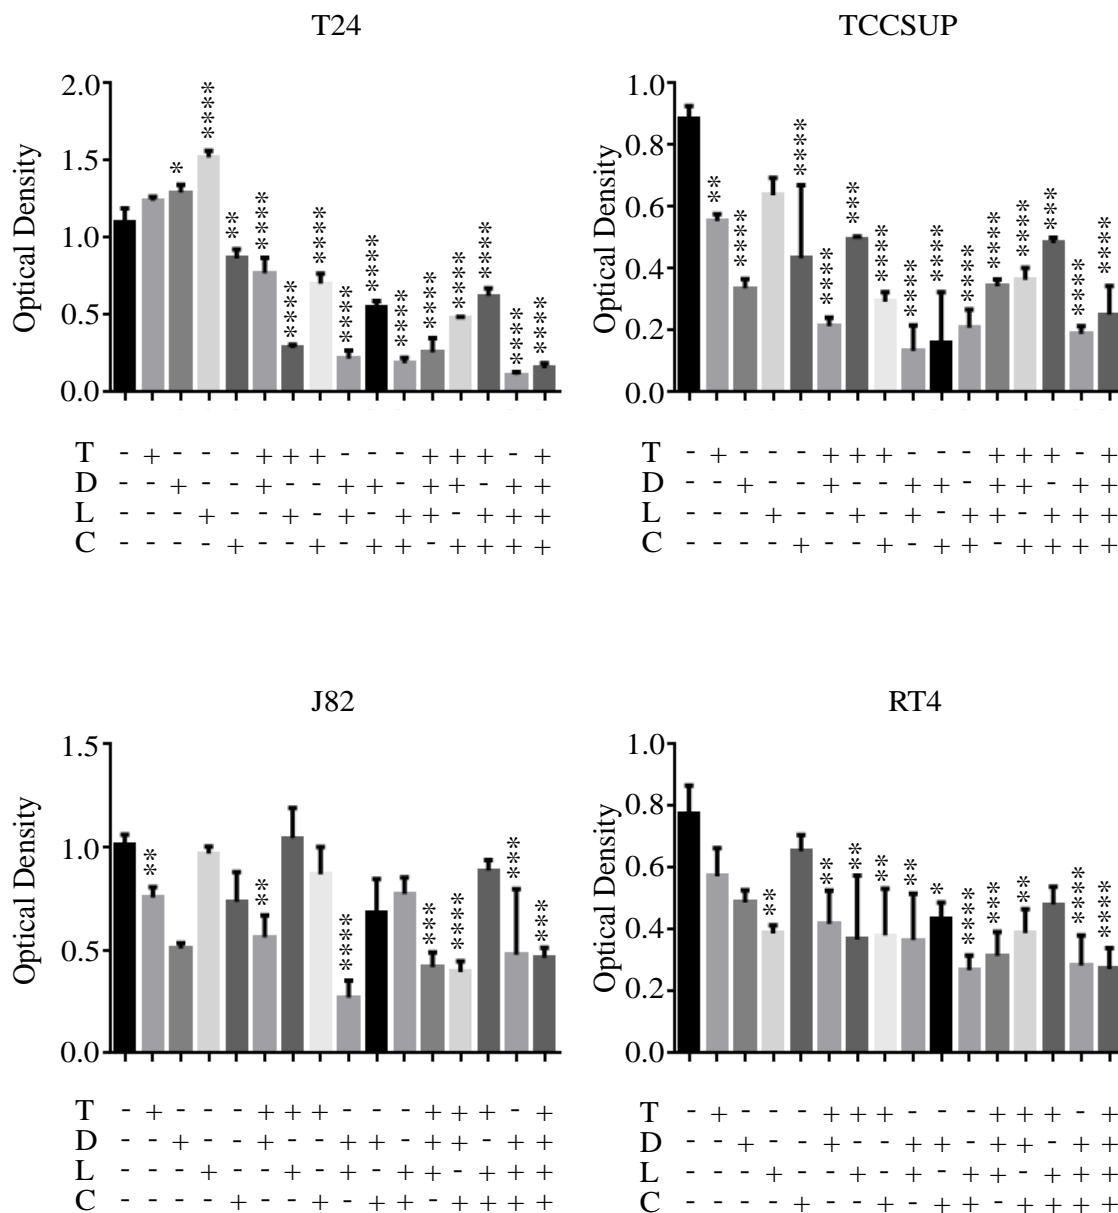 T24
Optical Density
2.0
1.5
1.0
0.5
0.0
* **** ** **** **** **** **** **** **** **** **** **** **** ****
T - + - - - + + + - - - + + + - +
D - - + - - + - - + + - + + - + +
L - - - + - - + - + - + + - + + +
C - - - - + - - + - + + - + + + +
TCCSUP
Optical Density
1.0
0.8
0.6
0.4
0.2
0.0
** **** **** **** *** **** **** **** **** **** **** *** **** ****
T - + - - - + + + - - - + + + - +
D - - + - - + - - + + - + + - + +
L - - - + - - + - + - + + - + + +
C - - - - + - - + - + + - + + + +
J82
Optical Density
1.5
1.0
0.5
0.0
** ** **** *** **** *** ***
T - + - - - + + + - - - + + + - +
D - - + - - + - - + + - + + - + +
L - - - + - - + - + - + + - + + +
C - - - - + - - + - + + - + + + +
RT4
Optical Density
1.0
0.8
0.6
0.4
0.2
0.0
** ** ** ** ** * **** *** ** **** ****
T - + - - - + + + - - - + + + - +
D - - + - - + - - + + - + + - + +
L - - - + - - + - + - + + - + + +
C - - - - + - - + - + + - + + + +